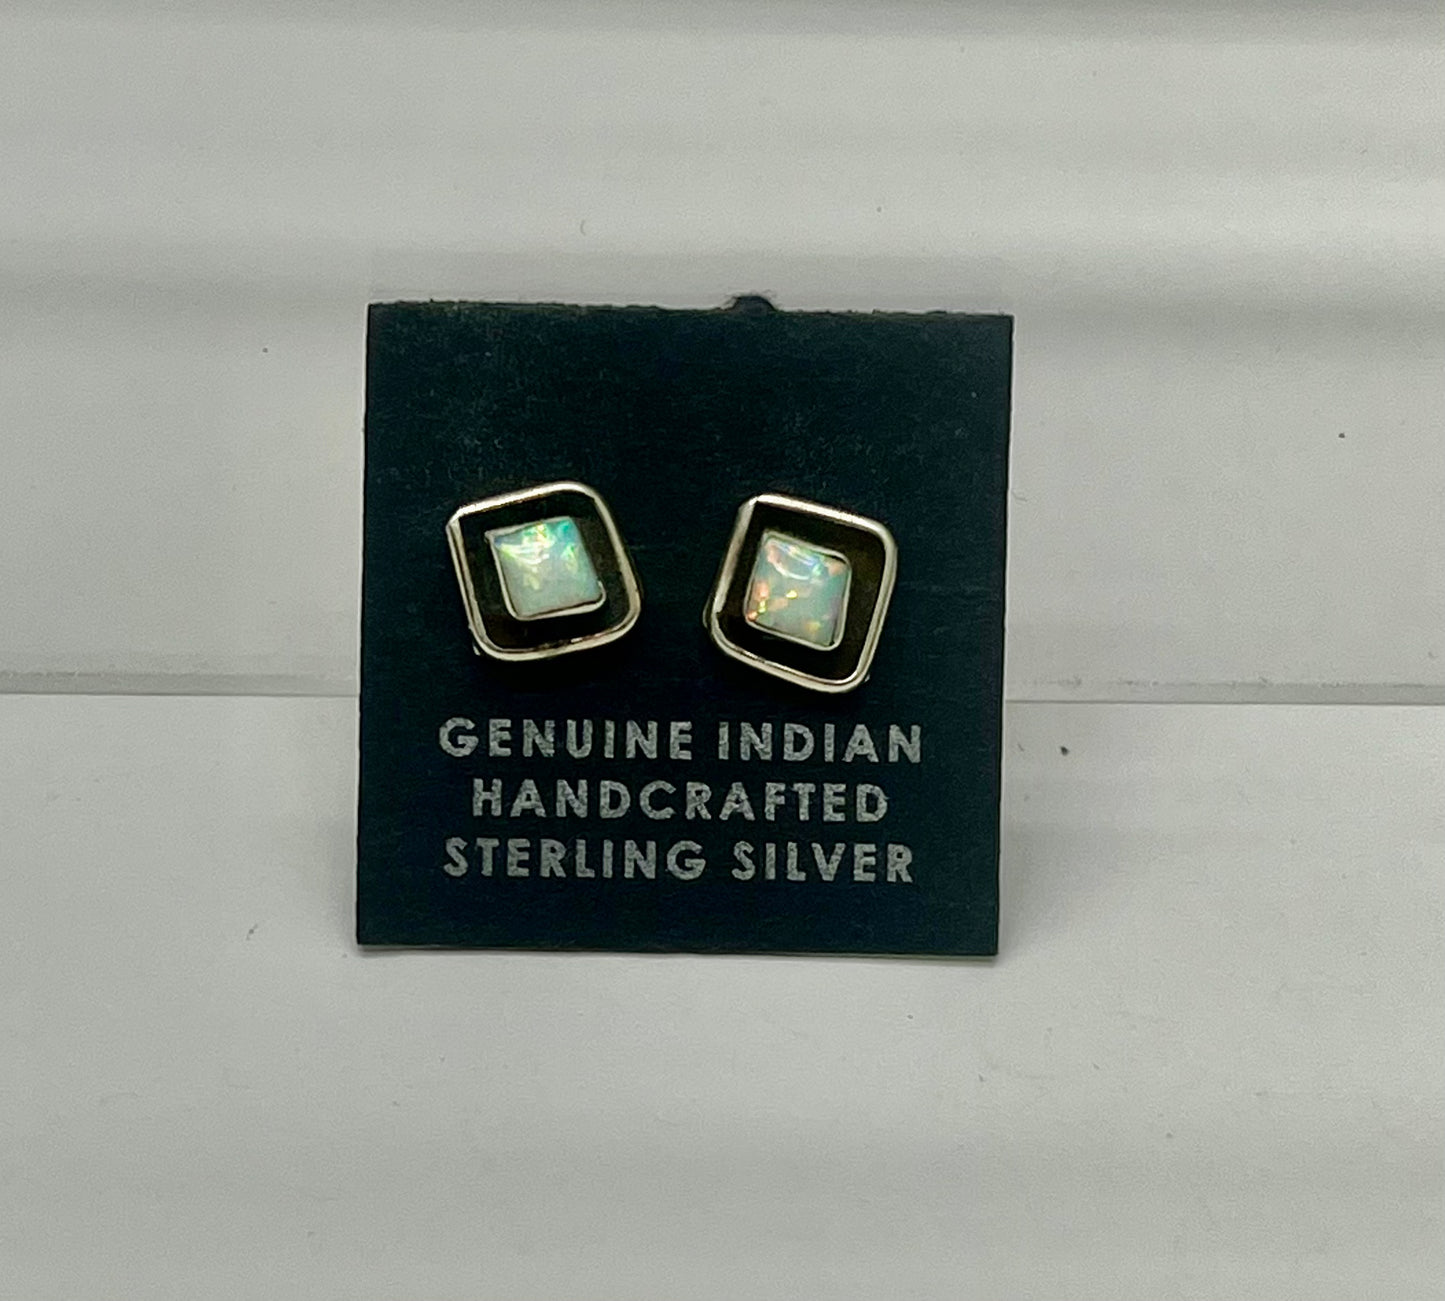 GENUINE INDIAN
HANDCRAFTED
STERLING SILVER